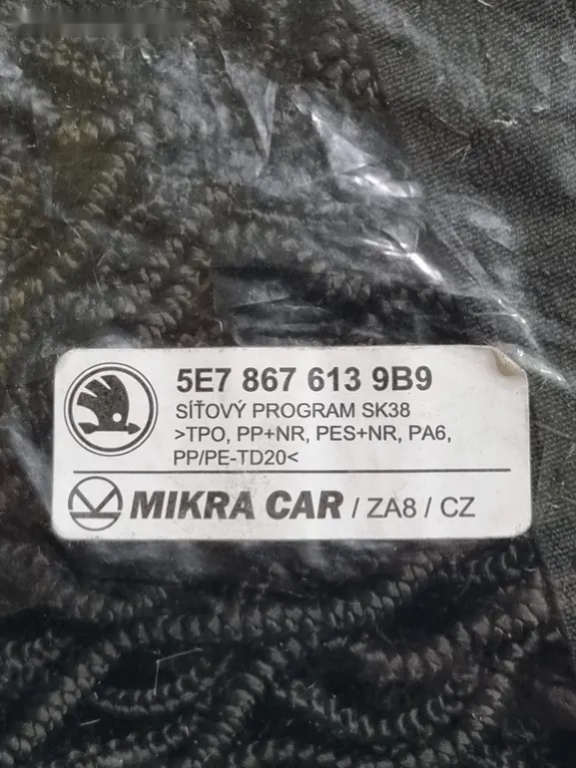 5E7 867 613 9B9
SÍŤOVÝ PROGRAM SK38
>TPO, PP+NR, PES+NR, PA6,
PP/PE-TD20<
MIKRA CAR / ZA8 / CZ